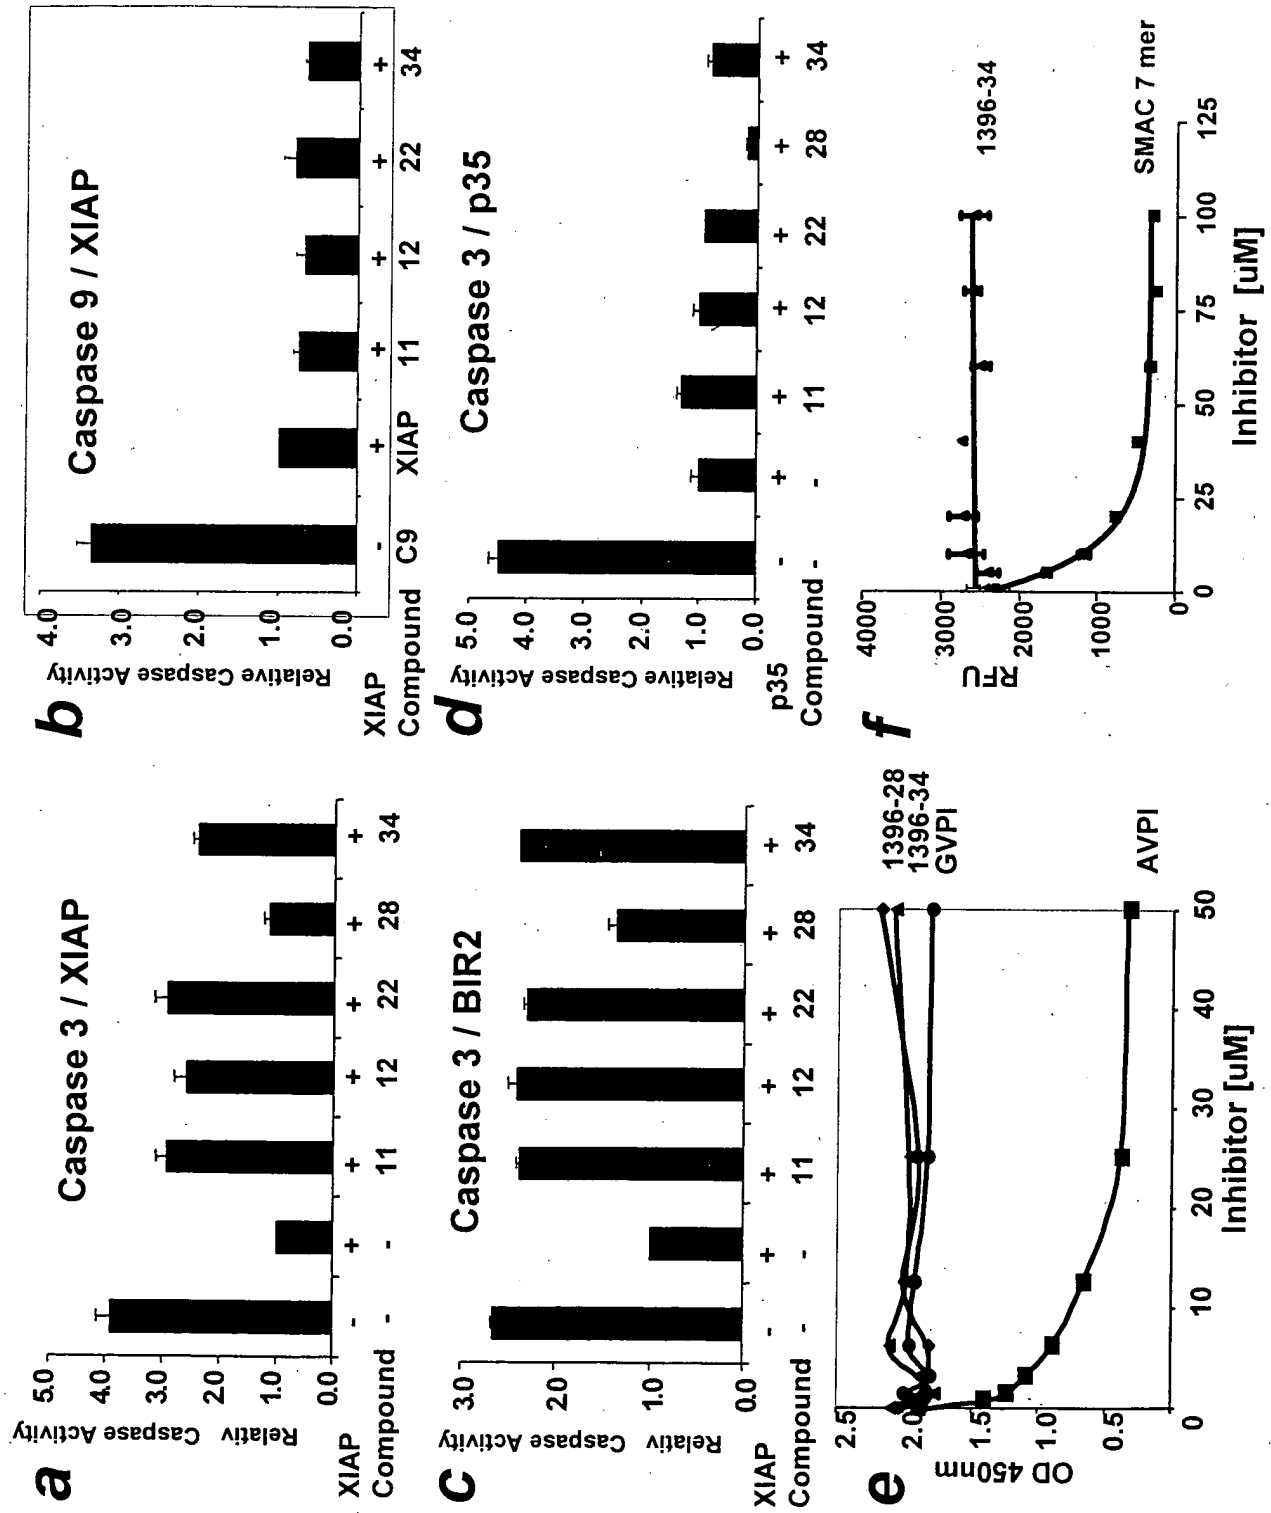 a
Caspase 3 / XIAP
Relativ Caspase Activity
5.0
4.0
3.0
2.0
1.0
0.0
XIAP - + + + + + +
Compound - - 11 12 22 28 34
b
Caspase 9 / XIAP
Relative Caspase Activity
4.0
3.0
2.0
1.0
0.0
XIAP - + + + + +
Compound C9 XIAP 11 12 22 34
c
Caspase 3 / BIR2
Relativ Caspase Activity
3.0
2.0
1.0
0.0
XIAP - + + + + + +
Compound - - 11 12 22 28 34
d
Caspase 3 / p35
Relative Caspase Activity
5.0
4.0
3.0
2.0
1.0
0.0
p35 - + + + + + +
Compound - - 11 12 22 28 34
e
OD 450nm
2.5
2.0
1.5
1.0
0.5
0
10 20 30 40 50
Inhibitor [uM]
1396-28
1396-34
GVPI
AVPI
f
RFU
4000
3000
2000
1000
0
0 25 50 75 100 125
Inhibitor [uM]
1396-34
SMAC 7 mer